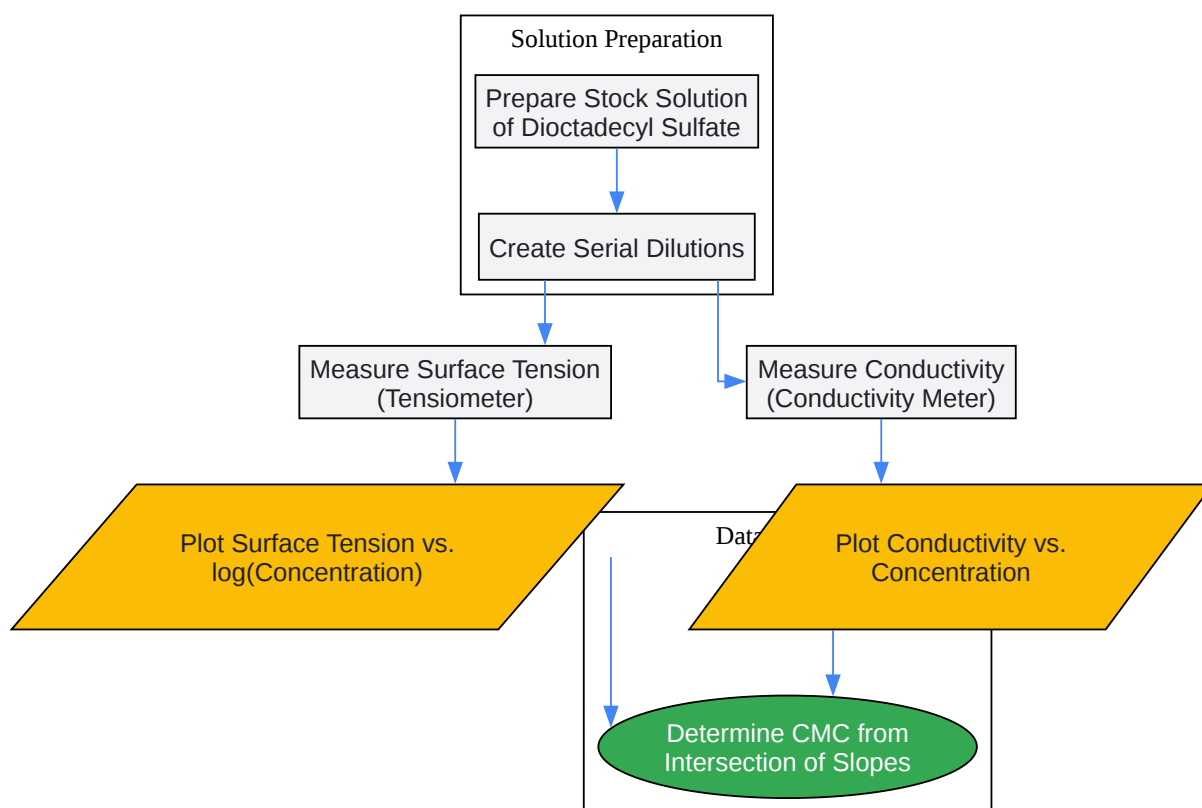 Solution Preparation
Prepare Stock Solution
of Dioctadecyl Sulfate
Create Serial Dilutions
Measure Surface Tension
(Tensiometer)
Measure Conductivity
(Conductivity Meter)
Plot Surface Tension vs.
log(Concentration)
Data
Plot Conductivity vs.
Concentration
Determine CMC from
Intersection of Slopes